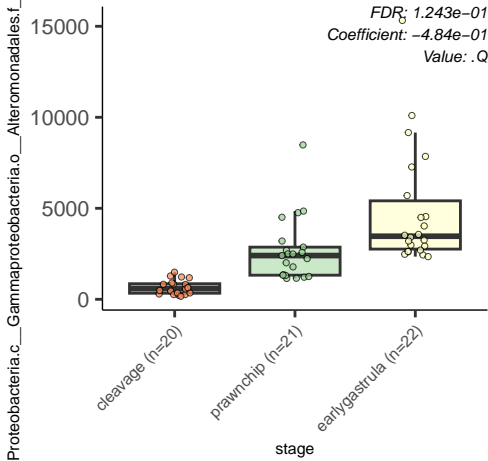 FDR: 1.243e−01
Coefficient: −4.84e−01
Value: .Q
Proteobacteria.c__Gammaproteobacteria.o__Alteromonadales.f_
15000
10000
5000
0
cleavage (n=20)
prawnchip (n=21)
earlygastrula (n=22)
stage